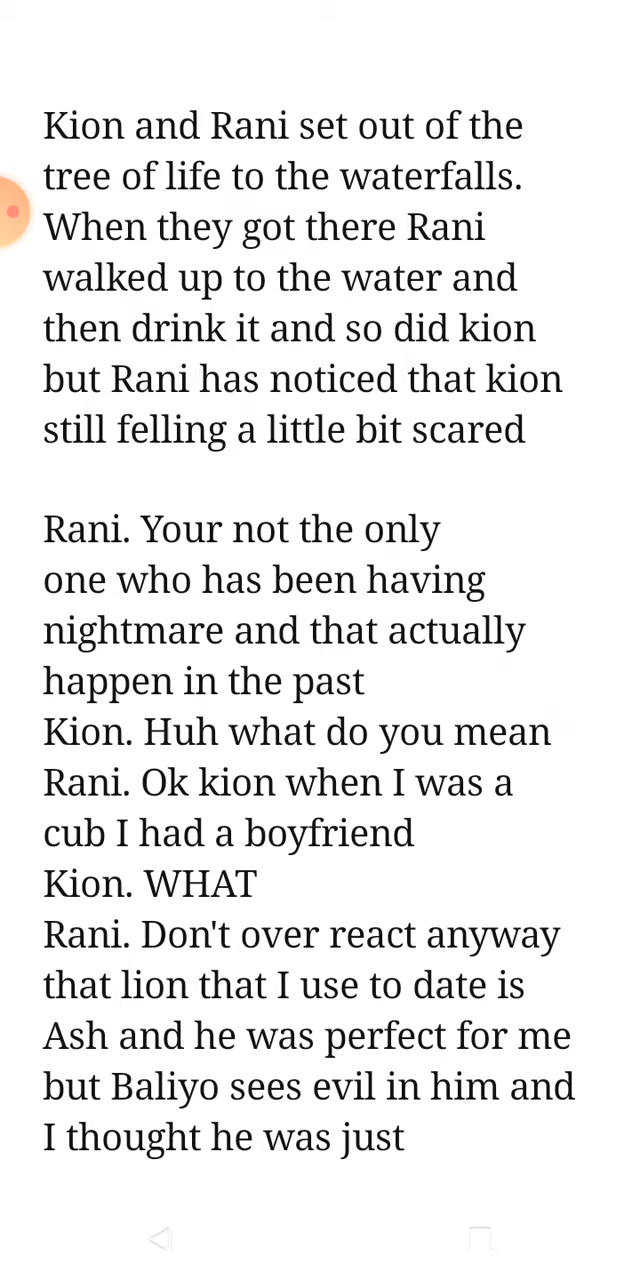 Kion and Rani set out of the
tree of life to the waterfalls.
When they got there Rani
walked up to the water and
then drink it and so did kion
but Rani has noticed that kion
still felling a little bit scared
Rani. Your not the only
one who has been having
nightmare and that actually
happen in the past
Kion. Huh what do you mean
Rani. Ok kion when I was a
cub I had a boyfriend
Kion. WHAT
Rani. Don't over react anyway
that lion that I use to date is
Ash and he was perfect for me
but Baliyo sees evil in him and
I thought he was just